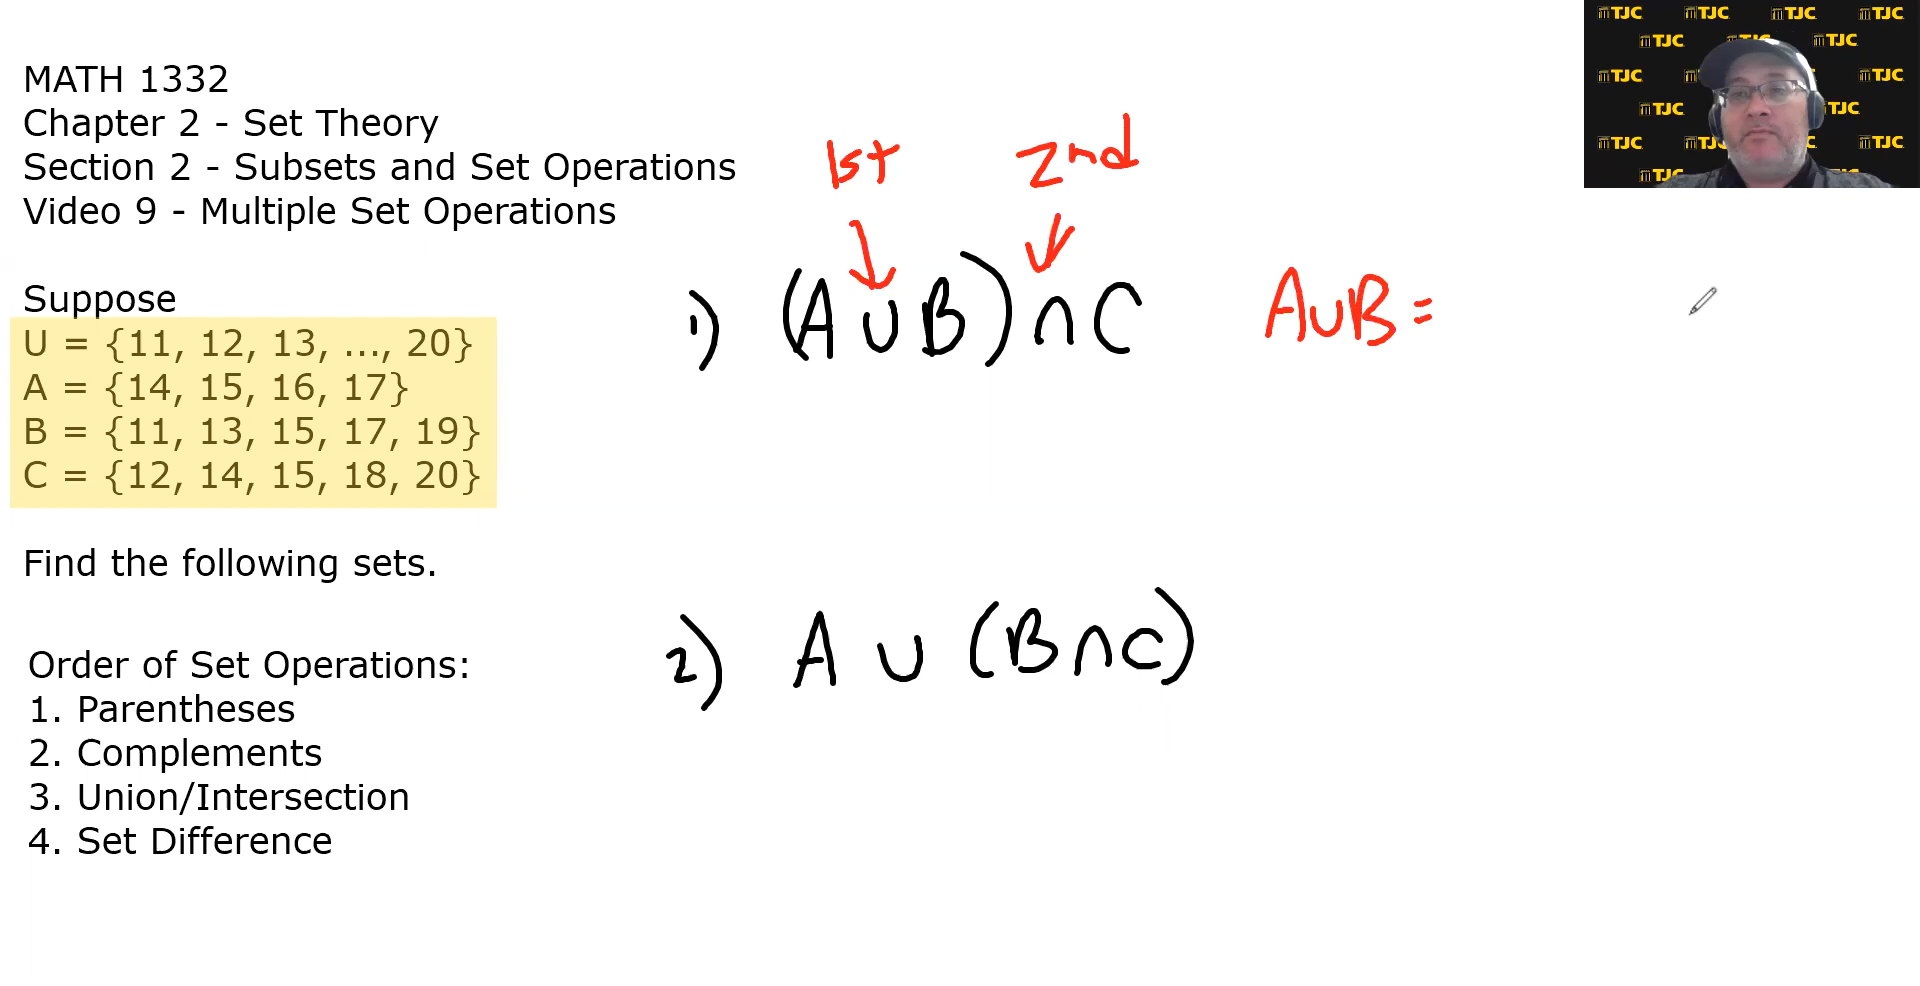 MATH 1332
Chapter 2 - Set Theory
Section 2 - Subsets and Set Operations
Video 9 - Multiple Set Operations
Suppose
U = {11, 12, 13, ..., 20}
A = {14, 15, 16, 17}
B = {11, 13, 15, 17, 19}
C = {12, 14, 15, 18, 20}
Find the following sets.
Order of Set Operations:
1. Parentheses
2. Complements
3. Union/Intersection
4. Set Difference
1st 2nd
1) (A ∪ B) ∩ C A∪B =
2) A ∪ (B ∩ C)
TJC TJC TJC TJC
TJC TJC TJC
TJC TJC
TJC TJC
TJC TJC
TJC